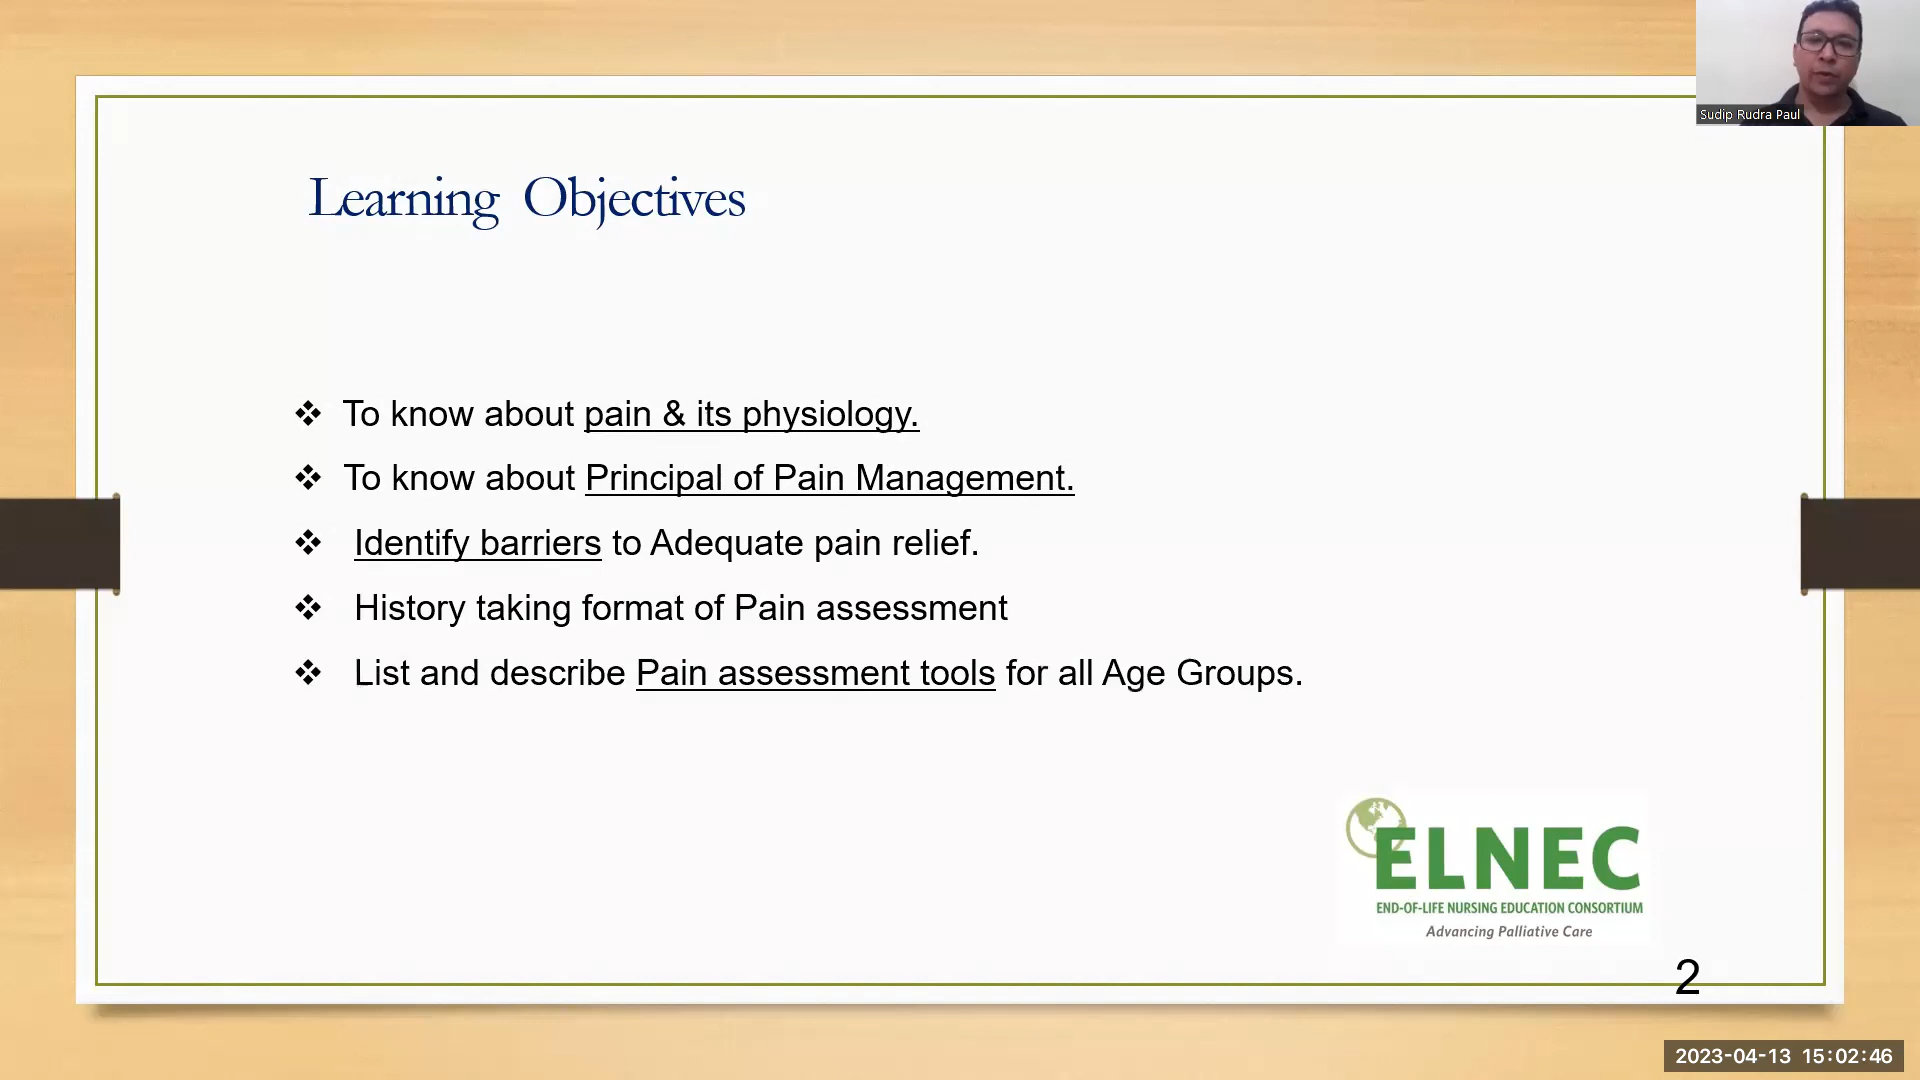 Sudip Rudra Paul
Learning Objectives
❖ To know about pain & its physiology.
❖ To know about Principal of Pain Management.
❖ Identify barriers to Adequate pain relief.
❖ History taking format of Pain assessment
❖ List and describe Pain assessment tools for all Age Groups.
ELNEC
END-OF-LIFE NURSING EDUCATION CONSORTIUM
Advancing Palliative Care
2
2023-04-13 15:02:46